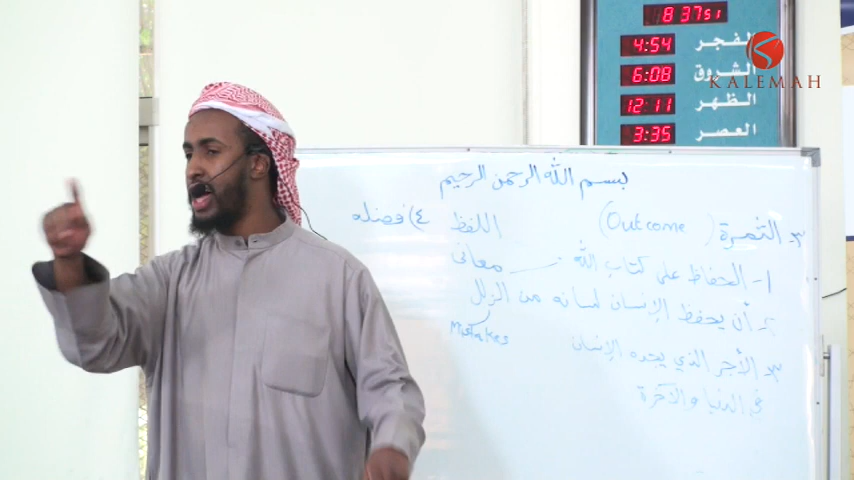 8 37 51
4:54 الفجر
6:08 الشروق
12:11 الظهر
3:35 العصر
KALEMAH
بسم الله الرحمن الرحيم
٣- الثمرة (Outcome) اللفظ ٤) فضله
١- الحفاظ على كتاب الله معانى
٢- أن يحفظ الإنسان لسانه من الزلل
Mistakes
٣- الأجر الذي يجده الإنسان
في الدنيا والآخرة